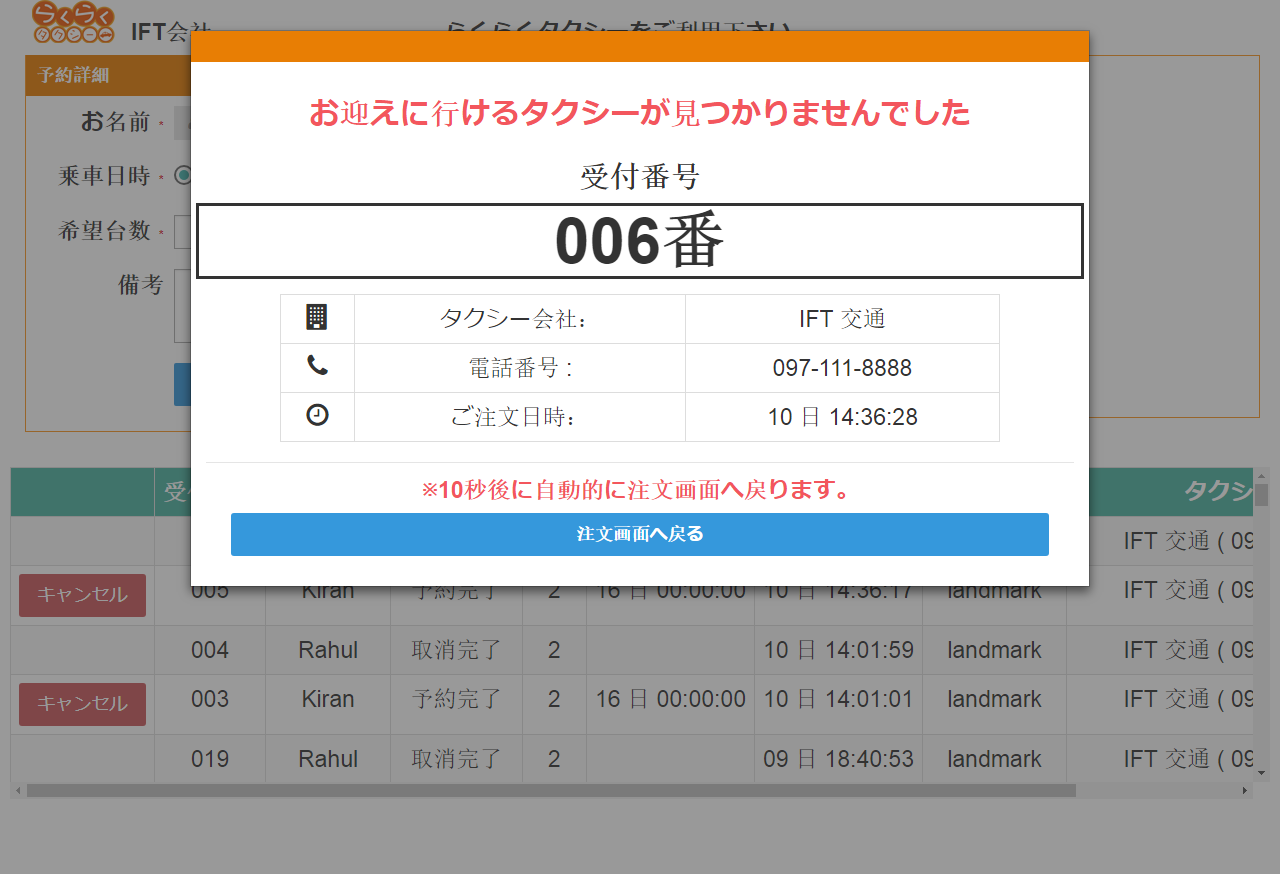 らくらく
タクシー
IFT会社
らくらくタクシーをご利用下さい
予約詳細
お迎えに行けるタクシーが見つかりませんでした
お名前 *
乗車日時 *
受付番号
希望台数 *
006番
備考
タクシー会社: IFT 交通
電話番号 : 097-111-8888
ご注文日時: 10 日 14:36:28
※10秒後に自動的に注文画面へ戻ります。
注文画面へ戻る
受 タクシ
IFT 交通 ( 09
キャンセル 005 Kiran 予約完了 2 16 日 00:00:00 10 日 14:36:17 landmark IFT 交通 ( 09
004 Rahul 取消完了 2 10 日 14:01:59 landmark IFT 交通 ( 09
キャンセル 003 Kiran 予約完了 2 16 日 00:00:00 10 日 14:01:01 landmark IFT 交通 ( 09
019 Rahul 取消完了 2 09 日 18:40:53 landmark IFT 交通 ( 09